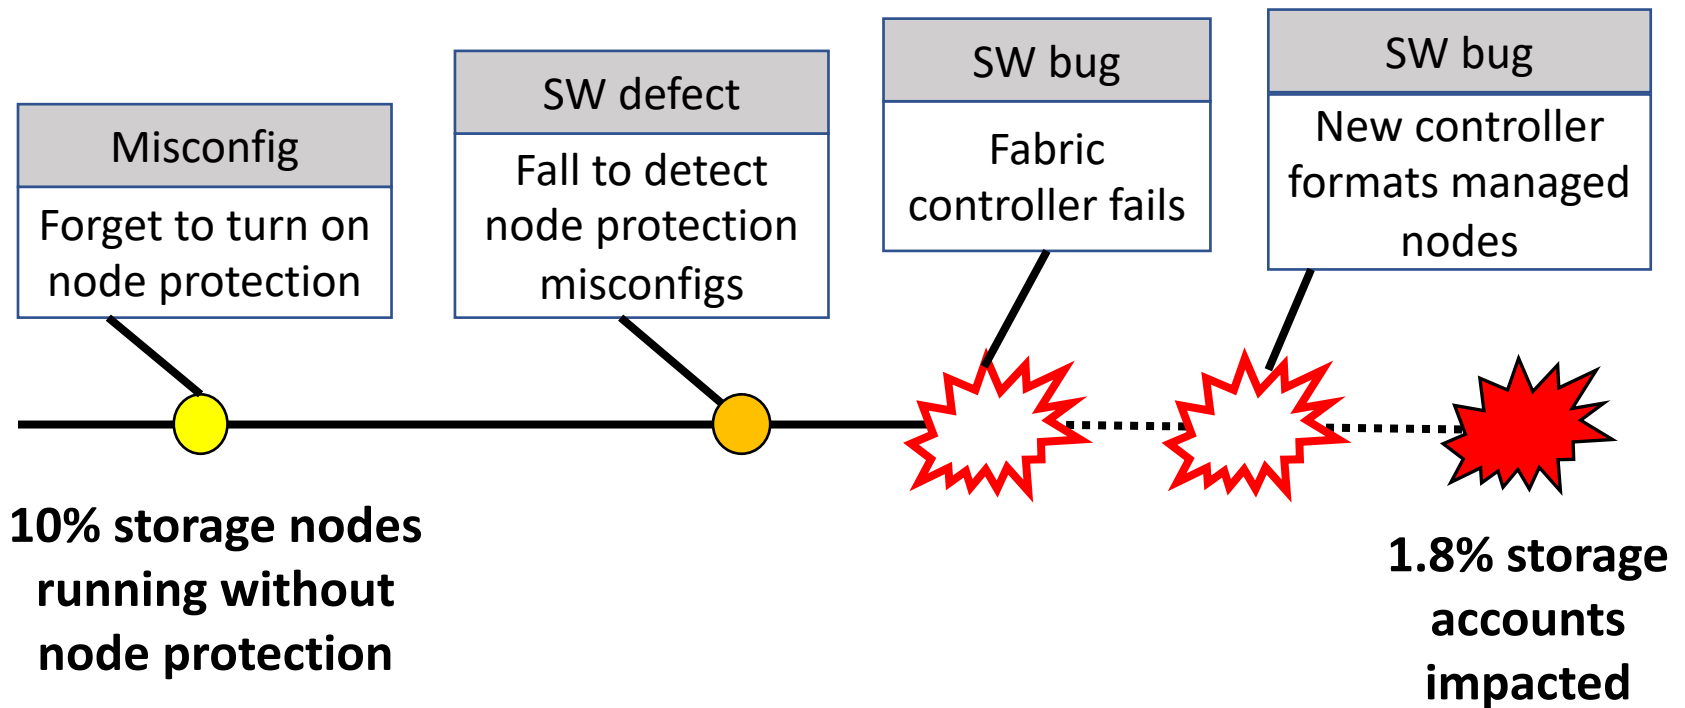 Misconfig
Forget to turn on
node protection
SW defect
Fall to detect
node protection
misconfigs
SW bug
Fabric
controller fails
SW bug
New controller
formats managed
nodes
10% storage nodes
running without
node protection
1.8% storage
accounts
impacted